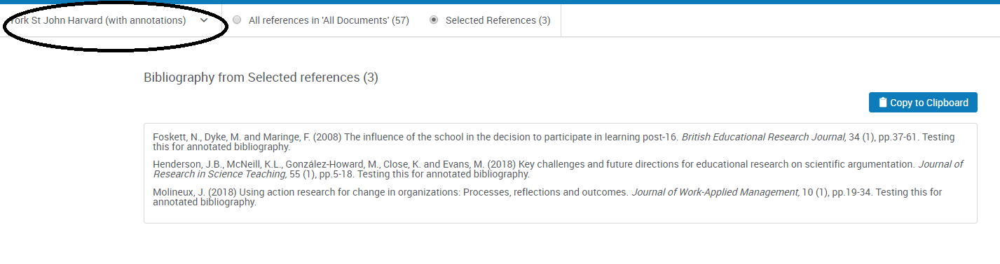 York St John Harvard (with annotations)
All references in 'All Documents' (57)
Selected References (3)
Bibliography from Selected references (3)
Copy to Clipboard
Foskett, N., Dyke, M. and Maringe, F. (2008) The influence of the school in the decision to participate in learning post-16. British Educational Research Journal, 34 (1), pp.37-61. Testing
this for annotated bibliography.
Henderson, J.B., McNeill, K.L., González-Howard, M., Close, K. and Evans, M. (2018) Key challenges and future directions for educational research on scientific argumentation. Journal of
Research in Science Teaching, 55 (1), pp.5-18. Testing this for annotated bibliography.
Molineux, J. (2018) Using action research for change in organizations: Processes, reflections and outcomes. Journal of Work-Applied Management, 10 (1), pp.19-34. Testing this for
annotated bibliography.